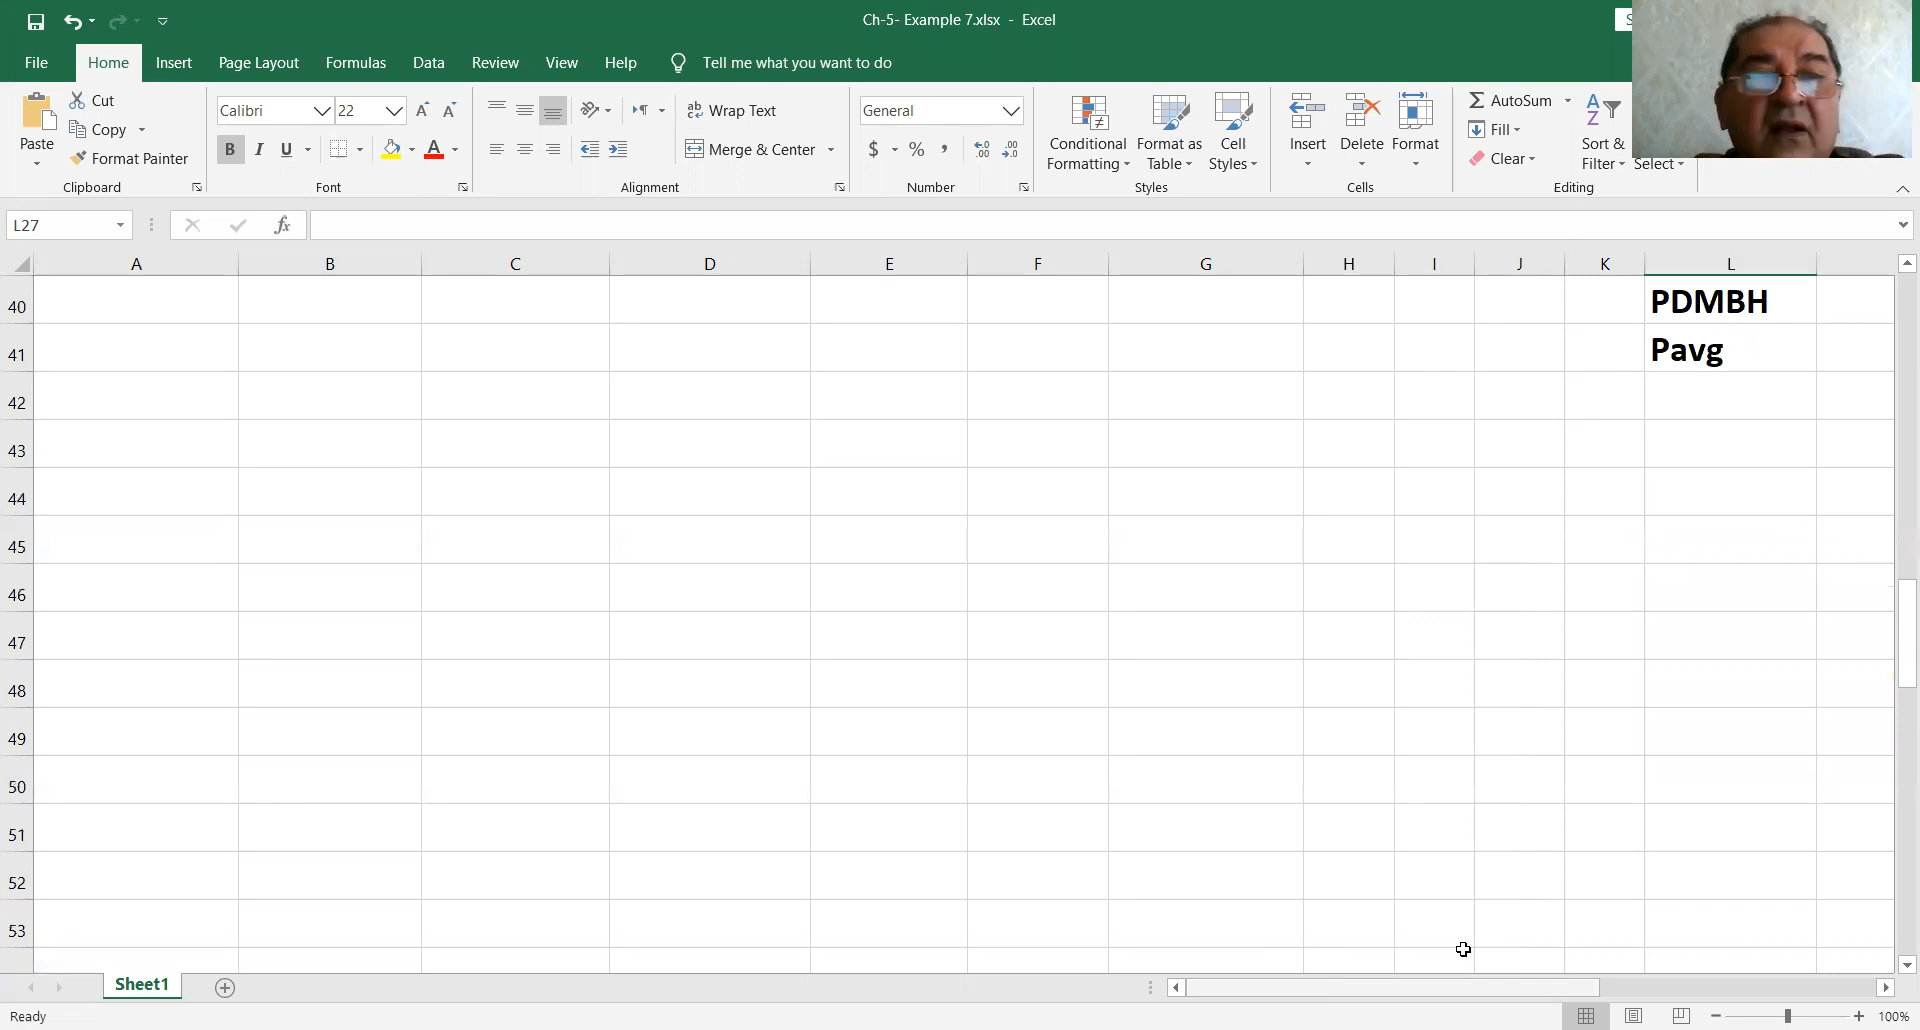 Ch-5- Example 7.xlsx - Excel
File Home Insert Page Layout Formulas Data Review View Help Tell me what you want to do
Paste
Cut
Copy
Format Painter
Clipboard
Calibri 22
B I U
Font
Wrap Text
Merge & Center
Alignment
General
$ % ,
Number
Conditional Formatting
Format as Table
Cell Styles
Styles
Insert Delete Format
Cells
AutoSum
Fill
Clear
Sort & Filter
Select
Editing
L27
fx
A B C D E F G H I J K L
40 PDMBH
41 Pavg
42
43
44
45
46
47
48
49
50
51
52
53
Sheet1
Ready
100%